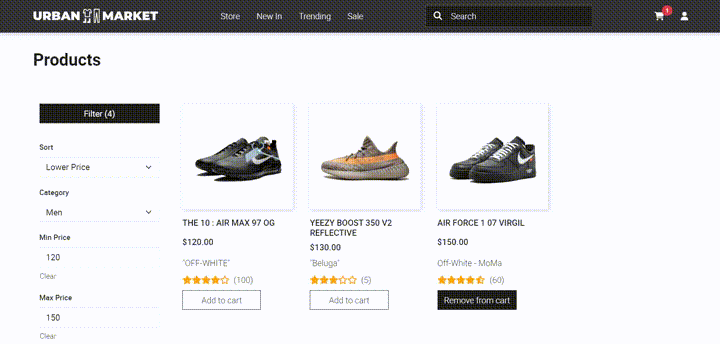 URBAN MARKET
Store New In Trending Sale
Search
1
Products
Filter (4)
Sort
Lower Price
Category
Men
Min Price
120
Clear
Max Price
150
Clear
THE 10 : AIR MAX 97 OG
$120.00
"OFF-WHITE"
(100)
Add to cart
YEEZY BOOST 350 V2
REFLECTIVE
$130.00
"Beluga"
(5)
Add to cart
AIR FORCE 1 07 VIRGIL
$150.00
Off-White - MoMa
(60)
Remove from cart